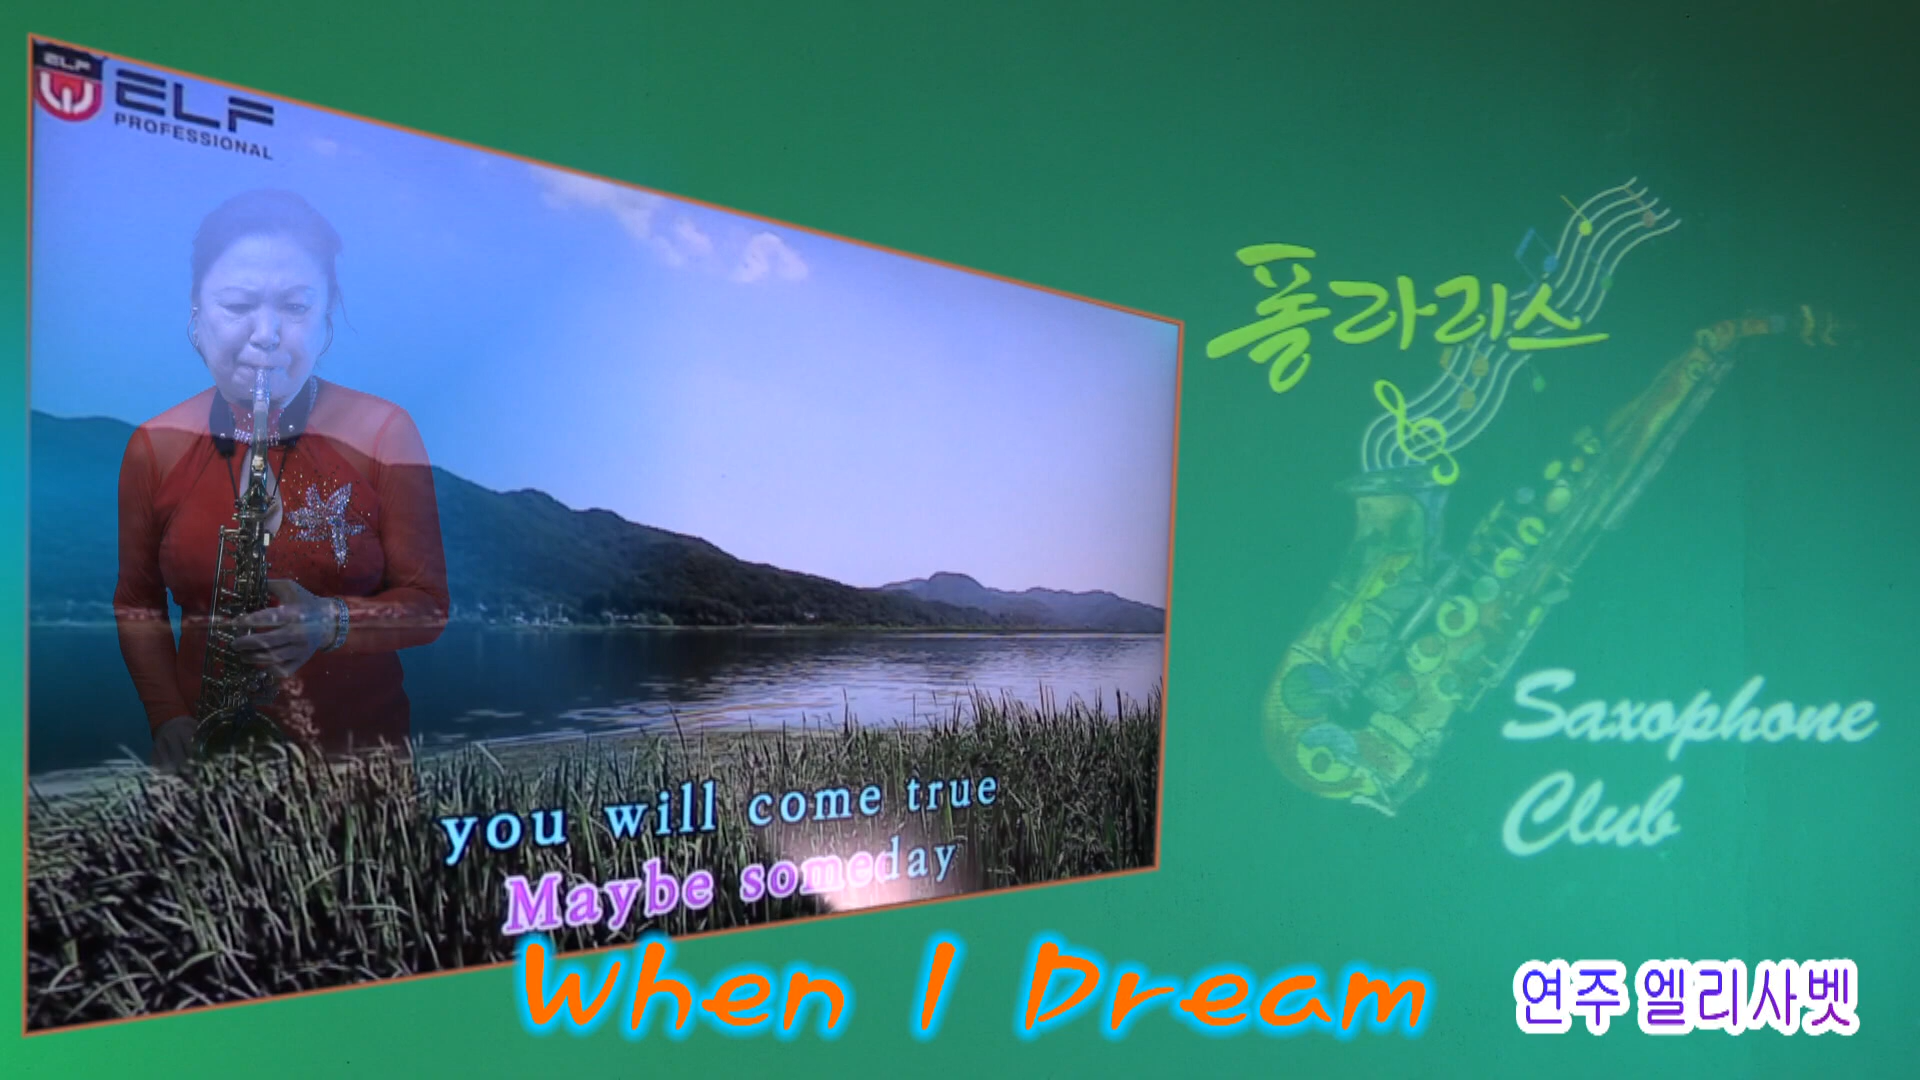 ELF
ELF
PROFESSIONAL
폴라리스
Saxophone
Club
you will come true
Maybe someday
When I Dream
연주 엘리사벳